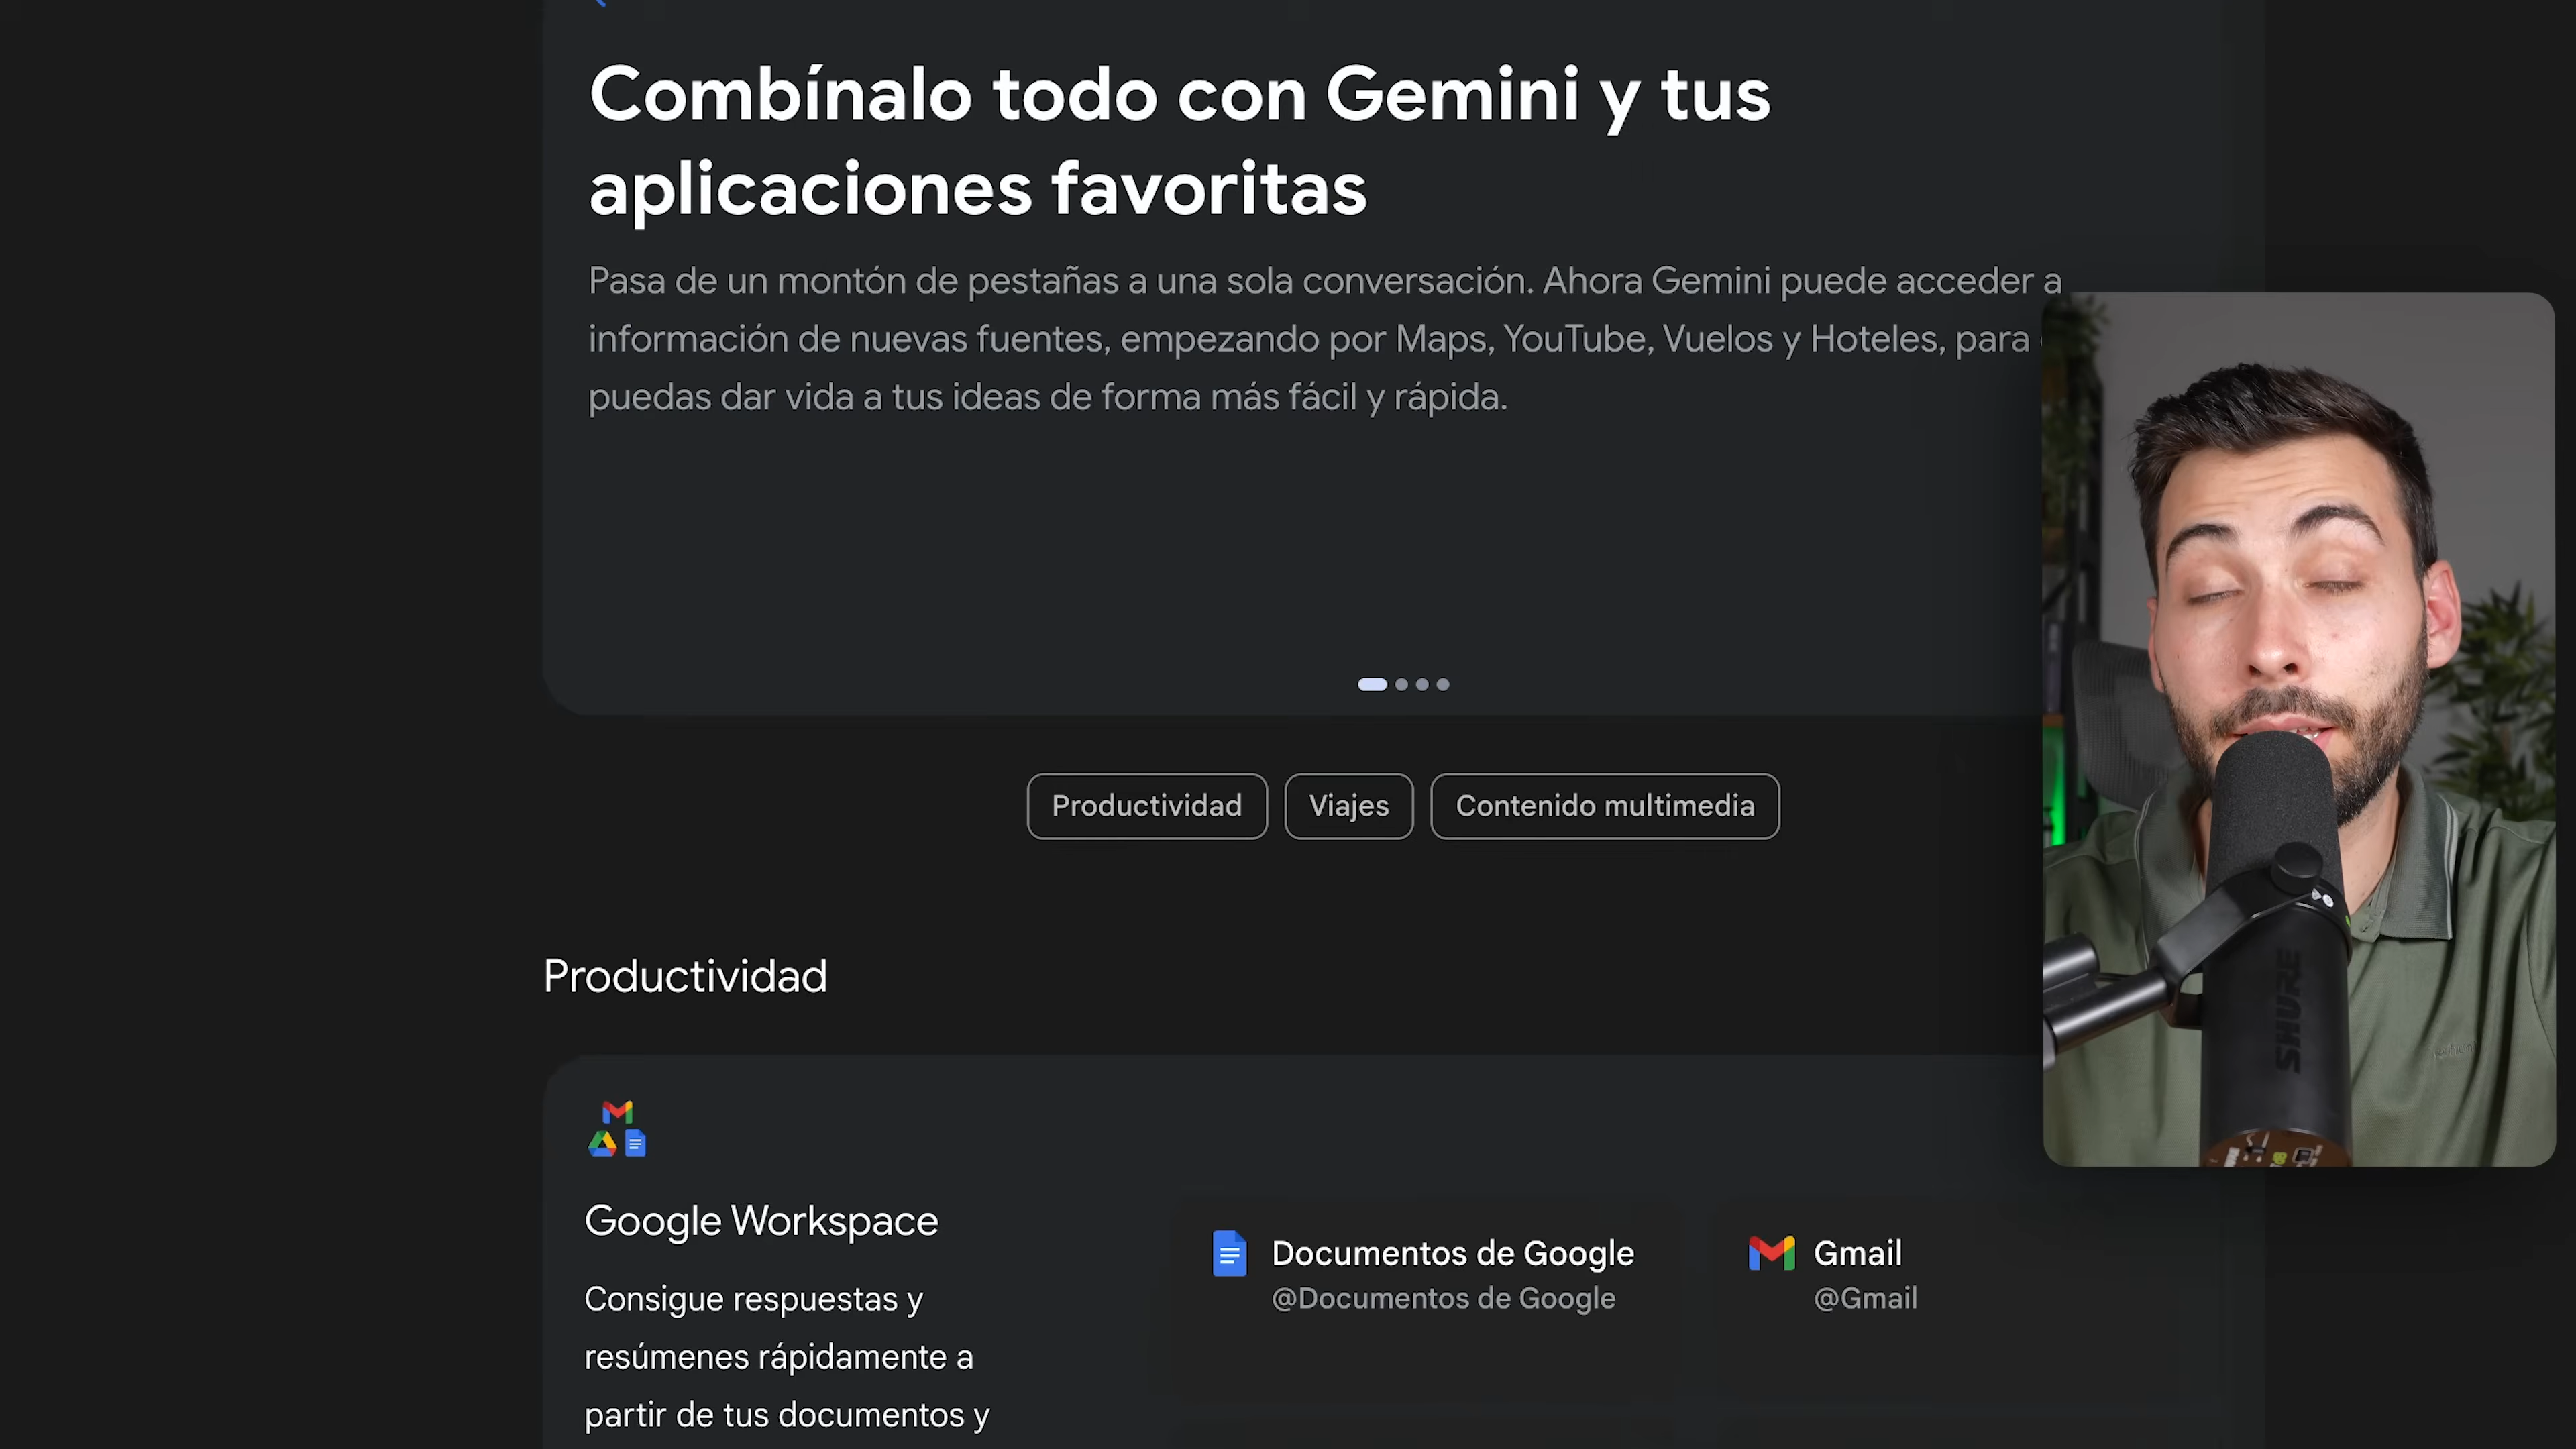 Combínalo todo con Gemini y tus
aplicaciones favoritas
Pasa de un montón de pestañas a una sola conversación. Ahora Gemini puede acceder a
información de nuevas fuentes, empezando por Maps, YouTube, Vuelos y Hoteles, para
puedas dar vida a tus ideas de forma más fácil y rápida.
Productividad
Viajes
Contenido multimedia
Productividad
Google Workspace
Consigue respuestas y
resúmenes rápidamente a
partir de tus documentos y
Documentos de Google
@Documentos de Google
Gmail
@Gmail
SHURE